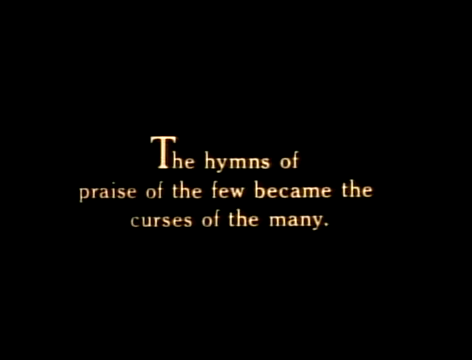 The hymns of
praise of the few became the
curses of the many.